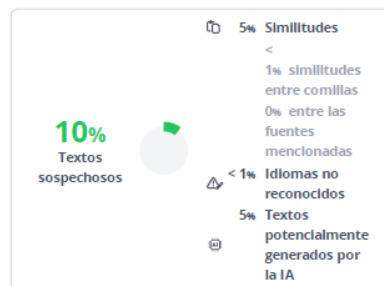 10%
Textos
sospechosos
5% Similitudes
<
1% similitudes
entre comillas
0% entre las
fuentes
mencionadas
< 1% Idiomas no
reconocidos
5% Textos
potencialmente
generados por
la IA